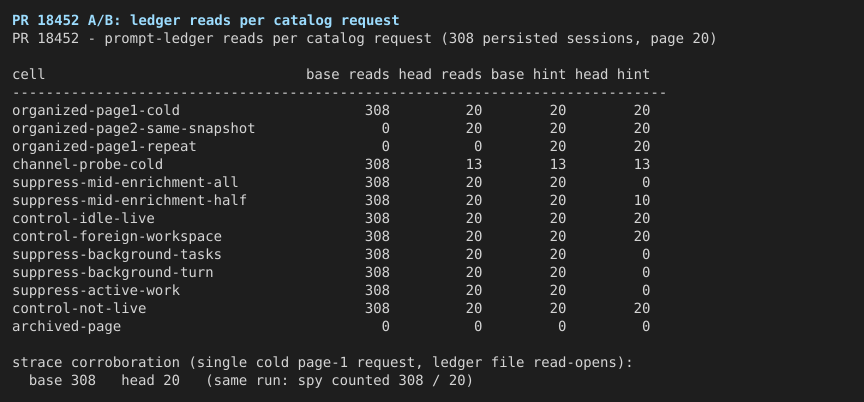 PR 18452 A/B: ledger reads per catalog request
PR 18452 - prompt-ledger reads per catalog request (308 persisted sessions, page 20)
cell base reads head reads base hint head hint
------------------------------------------------------------------------------
organized-page1-cold 308 20 20 20
organized-page2-same-snapshot 0 20 20 20
organized-page1-repeat 0 0 20 20
channel-probe-cold 308 13 13 13
suppress-mid-enrichment-all 308 20 20 0
suppress-mid-enrichment-half 308 20 20 10
control-idle-live 308 20 20 20
control-foreign-workspace 308 20 20 20
suppress-background-tasks 308 20 20 0
suppress-background-turn 308 20 20 0
suppress-active-work 308 20 20 0
control-not-live 308 20 20 20
archived-page 0 0 0 0
strace corroboration (single cold page-1 request, ledger file read-opens):
base 308 head 20 (same run: spy counted 308 / 20)